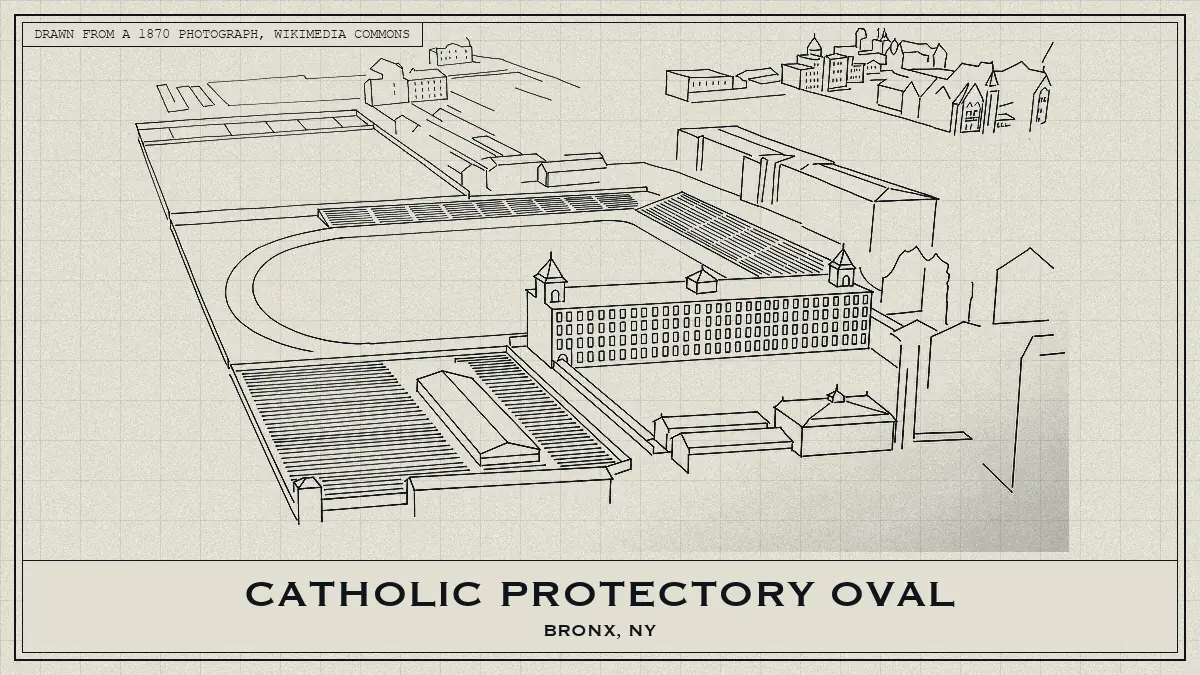 DRAWN FROM A 1870 PHOTOGRAPH, WIKIMEDIA COMMONS
CATHOLIC PROTECTORY OVAL
BRONX, NY